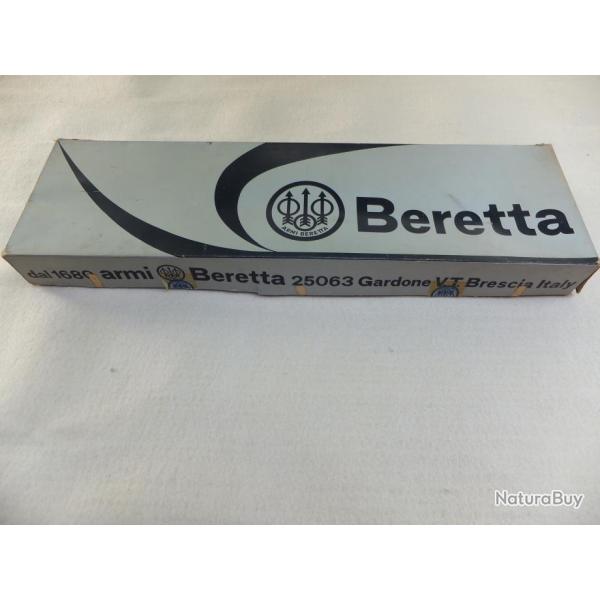 ARMI BERETTA
Beretta
dal 1680 armi Beretta 25063 Gardone V.T. Brescia Italy
NaturaBuy